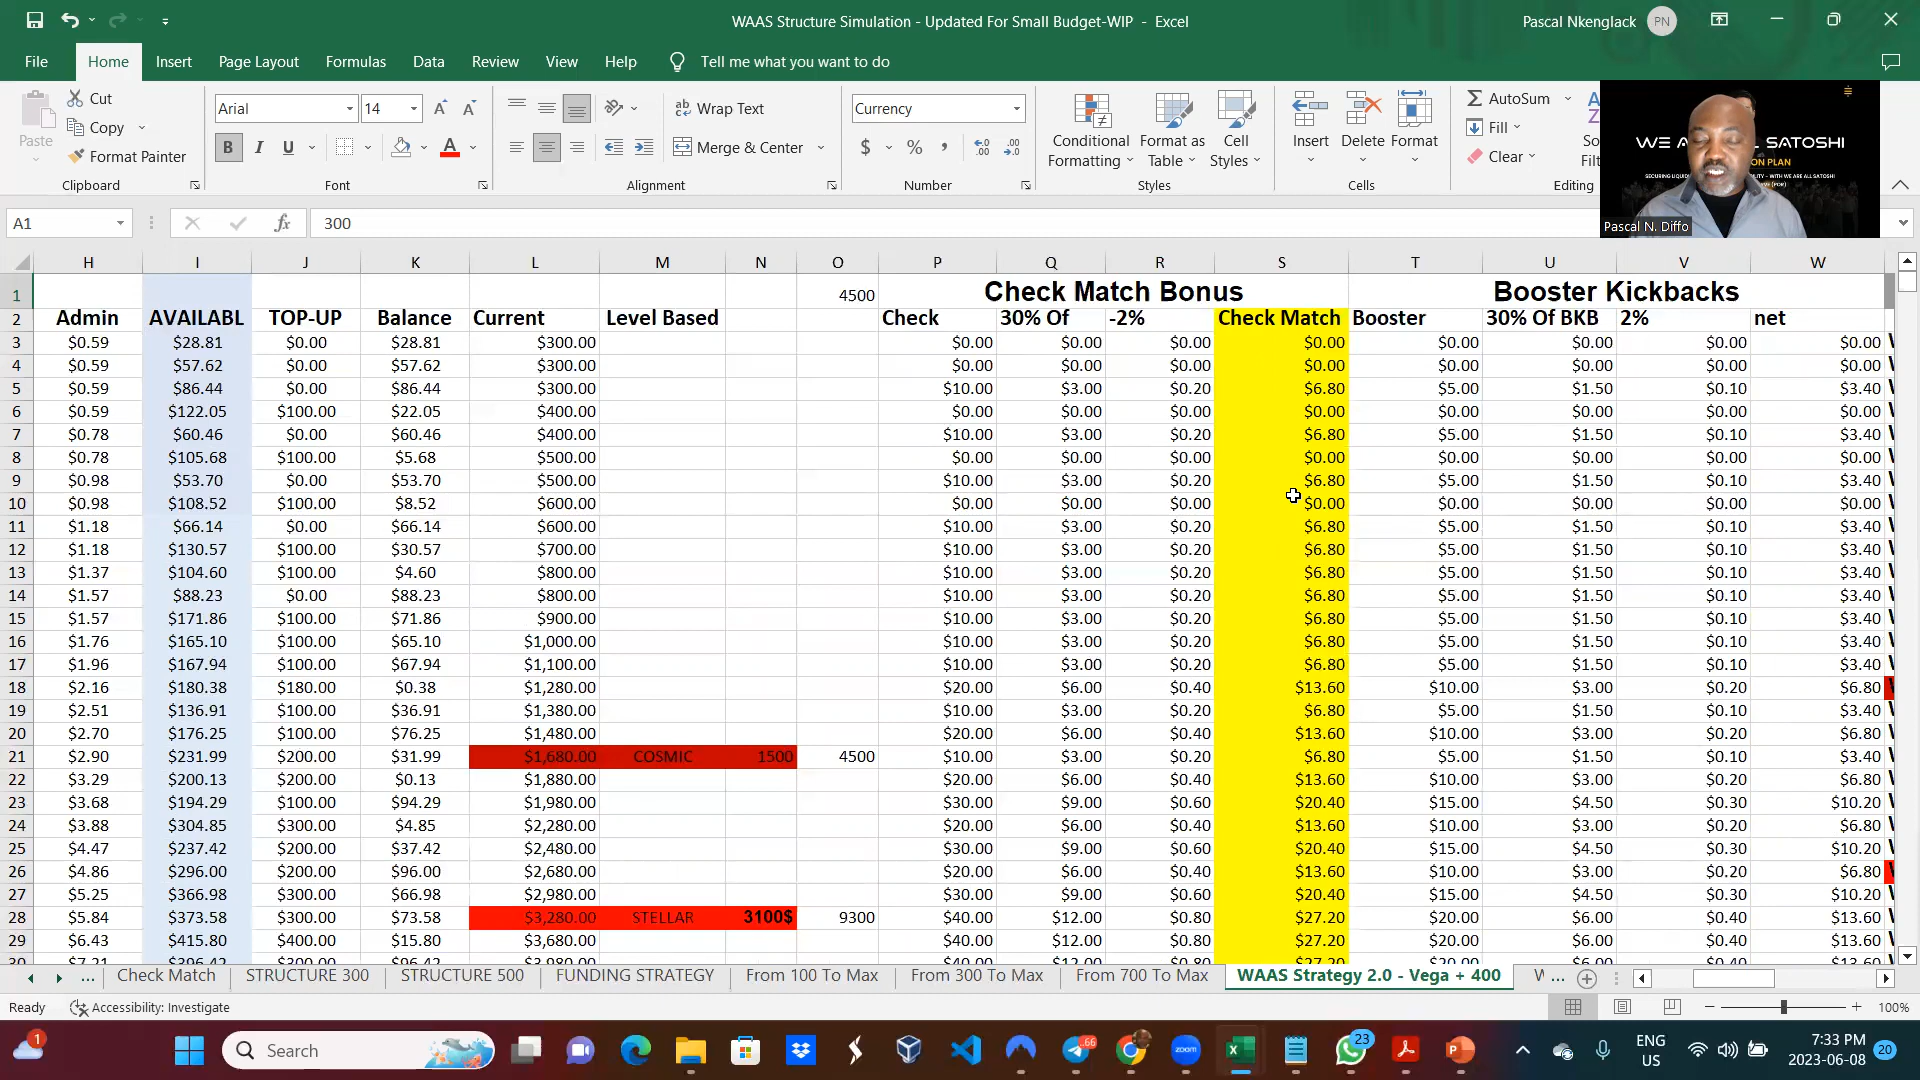 WAAS Structure Simulation - Updated For Small Budget-WIP - Excel
Pascal Nkenglack PN
File Home Insert Page Layout Formulas Data Review View Help Tell me what you want to do
Cut
Copy
Format Painter
Paste
Clipboard
Arial 14
B I U
Font
Wrap Text
Merge & Center
Alignment
Currency
$ % ,
Number
Conditional Formatting
Format as Table
Cell Styles
Styles
Insert Delete Format
Cells
AutoSum
Fill
Clear
Editing
SATOSHI
Pascal N. Diffo
A1 300
H I J K L M N O P Q R S T U V W
1 4500 Check Match Bonus Booster Kickbacks
2 Admin AVAILABL TOP-UP Balance Current Level Based Check 30% Of -2% Check Match Booster 30% Of BKB 2% net
3 $0.59 $28.81 $0.00 $28.81 $300.00 $0.00 $0.00 $0.00 $0.00 $0.00 $0.00 $0.00 $0.00
4 $0.59 $57.62 $0.00 $57.62 $300.00 $0.00 $0.00 $0.00 $0.00 $0.00 $0.00 $0.00 $0.00
5 $0.59 $86.44 $0.00 $86.44 $300.00 $10.00 $3.00 $0.20 $6.80 $5.00 $1.50 $0.10 $3.40
6 $0.59 $122.05 $100.00 $22.05 $400.00 $0.00 $0.00 $0.00 $0.00 $0.00 $0.00 $0.00 $0.00
7 $0.78 $60.46 $0.00 $60.46 $400.00 $10.00 $3.00 $0.20 $6.80 $5.00 $1.50 $0.10 $3.40
8 $0.78 $105.68 $100.00 $5.68 $500.00 $0.00 $0.00 $0.00 $0.00 $0.00 $0.00 $0.00 $0.00
9 $0.98 $53.70 $0.00 $53.70 $500.00 $10.00 $3.00 $0.20 $6.80 $5.00 $1.50 $0.10 $3.40
10 $0.98 $108.52 $100.00 $8.52 $600.00 $0.00 $0.00 $0.00 $0.00 $0.00 $0.00 $0.00 $0.00
11 $1.18 $66.14 $0.00 $66.14 $600.00 $10.00 $3.00 $0.20 $6.80 $5.00 $1.50 $0.10 $3.40
12 $1.18 $130.57 $100.00 $30.57 $700.00 $10.00 $3.00 $0.20 $6.80 $5.00 $1.50 $0.10 $3.40
13 $1.37 $104.60 $100.00 $4.60 $800.00 $10.00 $3.00 $0.20 $6.80 $5.00 $1.50 $0.10 $3.40
14 $1.57 $88.23 $0.00 $88.23 $800.00 $10.00 $3.00 $0.20 $6.80 $5.00 $1.50 $0.10 $3.40
15 $1.57 $171.86 $100.00 $71.86 $900.00 $10.00 $3.00 $0.20 $6.80 $5.00 $1.50 $0.10 $3.40
16 $1.76 $165.10 $100.00 $65.10 $1,000.00 $10.00 $3.00 $0.20 $6.80 $5.00 $1.50 $0.10 $3.40
17 $1.96 $167.94 $100.00 $67.94 $1,100.00 $10.00 $3.00 $0.20 $6.80 $5.00 $1.50 $0.10 $3.40
18 $2.16 $180.38 $180.00 $0.38 $1,280.00 $20.00 $6.00 $0.40 $13.60 $10.00 $3.00 $0.20 $6.80
19 $2.51 $136.91 $100.00 $36.91 $1,380.00 $10.00 $3.00 $0.20 $6.80 $5.00 $1.50 $0.10 $3.40
20 $2.70 $176.25 $100.00 $76.25 $1,480.00 $20.00 $6.00 $0.40 $13.60 $10.00 $3.00 $0.20 $6.80
21 $2.90 $231.99 $200.00 $31.99 $1,680.00 COSMIC 1500 4500 $10.00 $3.00 $0.20 $6.80 $5.00 $1.50 $0.10 $3.40
22 $3.29 $200.13 $200.00 $0.13 $1,880.00 $20.00 $6.00 $0.40 $13.60 $10.00 $3.00 $0.20 $6.80
23 $3.68 $194.29 $100.00 $94.29 $1,980.00 $30.00 $9.00 $0.60 $20.40 $15.00 $4.50 $0.30 $10.20
24 $3.88 $304.85 $300.00 $4.85 $2,280.00 $20.00 $6.00 $0.40 $13.60 $10.00 $3.00 $0.20 $6.80
25 $4.47 $237.42 $200.00 $37.42 $2,480.00 $30.00 $9.00 $0.60 $20.40 $15.00 $4.50 $0.30 $10.20
26 $4.86 $296.00 $200.00 $96.00 $2,680.00 $20.00 $6.00 $0.40 $13.60 $10.00 $3.00 $0.20 $6.80
27 $5.25 $366.98 $300.00 $66.98 $2,980.00 $30.00 $9.00 $0.60 $20.40 $15.00 $4.50 $0.30 $10.20
28 $5.84 $373.58 $300.00 $73.58 $3,280.00 STELLAR 3100$ 9300 $40.00 $12.00 $0.80 $27.20 $20.00 $6.00 $0.40 $13.60
29 $6.43 $415.80 $400.00 $15.80 $3,680.00 $40.00 $12.00 $0.80 $27.20 $20.00 $6.00 $0.40 $13.60
... Check Match STRUCTURE 300 STRUCTURE 500 FUNDING STRATEGY From 100 To Max From 300 To Max From 700 To Max WAAS Strategy 2.0 - Vega + 400 ...
Ready Accessibility: Investigate 100%
1 Search zoom .66 23 ENG US 7:33 PM 2023-06-08 20